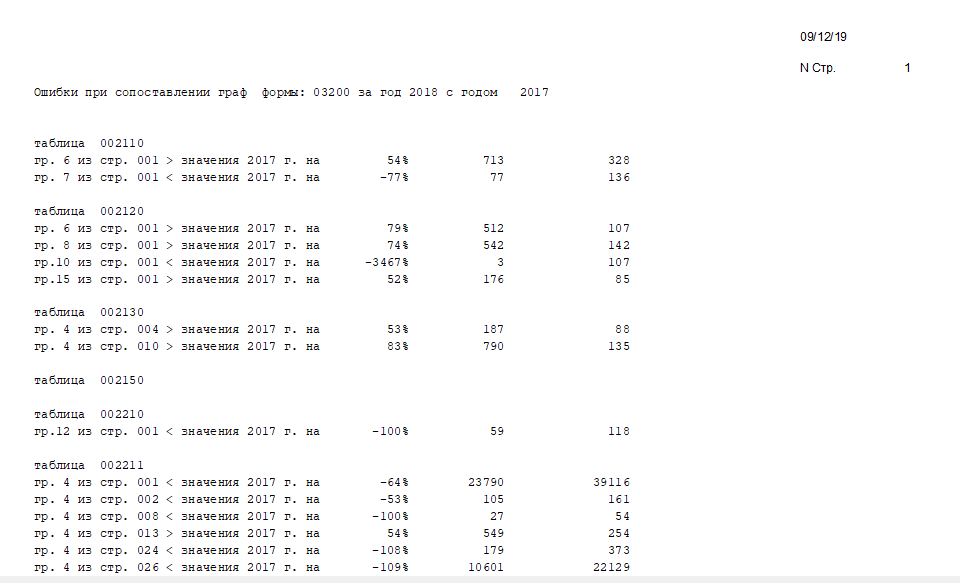 09/12/19
N Стр. 1
Ошибки при сопоставлении граф формы: 03200 за год 2018 с годом 2017
таблица 002110
гр. 6 из стр. 001 > значения 2017 г. на 54% 713 328
гр. 7 из стр. 001 < значения 2017 г. на -77% 77 136
таблица 002120
гр. 6 из стр. 001 > значения 2017 г. на 79% 512 107
гр. 8 из стр. 001 > значения 2017 г. на 74% 542 142
гр.10 из стр. 001 < значения 2017 г. на -3467% 3 107
гр.15 из стр. 001 > значения 2017 г. на 52% 176 85
таблица 002130
гр. 4 из стр. 004 > значения 2017 г. на 53% 187 88
гр. 4 из стр. 010 > значения 2017 г. на 83% 790 135
таблица 002150
таблица 002210
гр.12 из стр. 001 < значения 2017 г. на -100% 59 118
таблица 002211
гр. 4 из стр. 001 < значения 2017 г. на -64% 23790 39116
гр. 4 из стр. 002 < значения 2017 г. на -53% 105 161
гр. 4 из стр. 008 < значения 2017 г. на -100% 27 54
гр. 4 из стр. 013 > значения 2017 г. на 54% 549 254
гр. 4 из стр. 024 < значения 2017 г. на -108% 179 373
гр. 4 из стр. 026 < значения 2017 г. на -109% 10601 22129